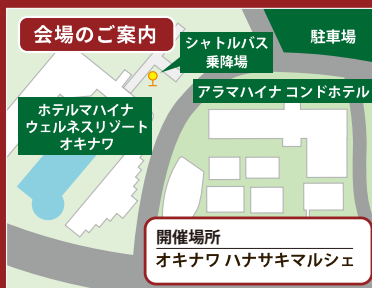 会場のご案内
シャトルバス
乗降場
駐車場
アラマハイナ コンドホテル
ホテルマハイナ
ウェルネスリゾート
オキナワ
開催場所
オキナワ ハナサキマルシェ